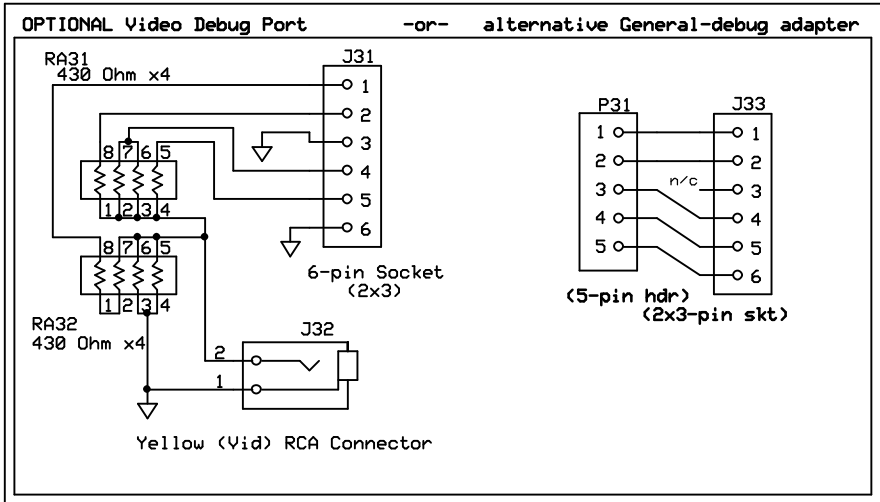 OPTIONAL Video Debug Port -or- alternative General-debug adapter
RA31
430 Ohm x4
J31
1
2
3
4
5
6
6-pin Socket
(2x3)
8 7 6 5
1 2 3 4
8 7 6 5
1 2 3 4
RA32
430 Ohm x4
J32
2
1
Yellow (Vid) RCA Connector
P31
1
2
3
4
5
(5-pin hdr)
n/c
J33
1
2
3
4
5
6
(2x3-pin skt)